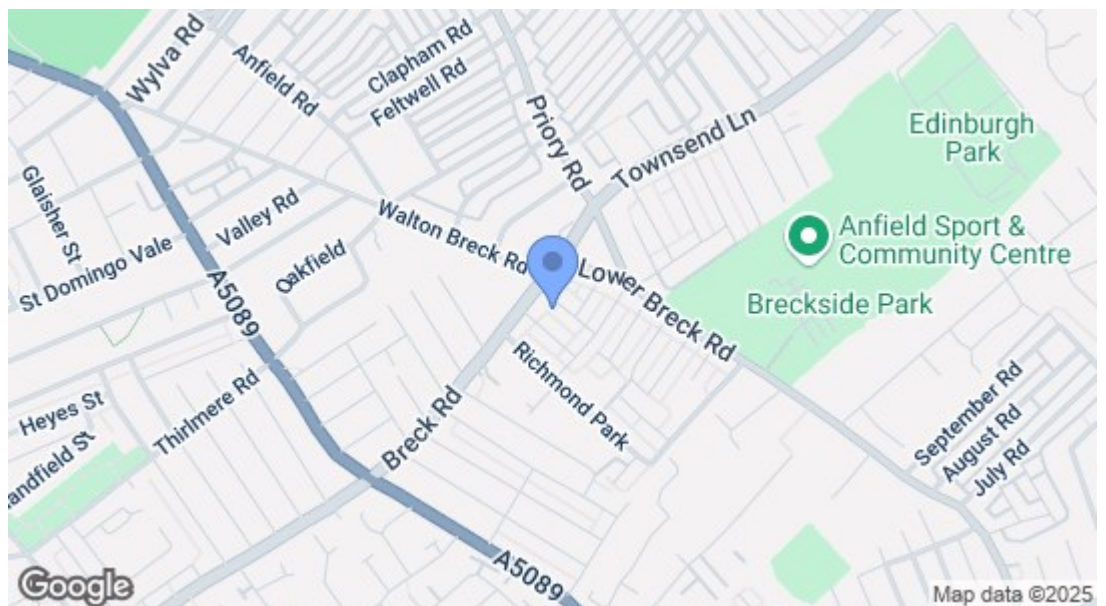 Wylva Rd
Anfield Rd
Clapham Rd
Feltwell Rd
Priory Rd
Townsend Ln
Edinburgh
Park
Glaisher St
St Domingo Vale
Valley Rd
Oakfield
Walton Breck Rd
Lower Breck Rd
Anfield Sport &
Community Centre
Breckside Park
A5089
Richmond Park
Heyes St
Thirlmere Rd
Breck Rd
September Rd
August Rd
July Rd
andfield St
A5089
Google
Map data ©2025